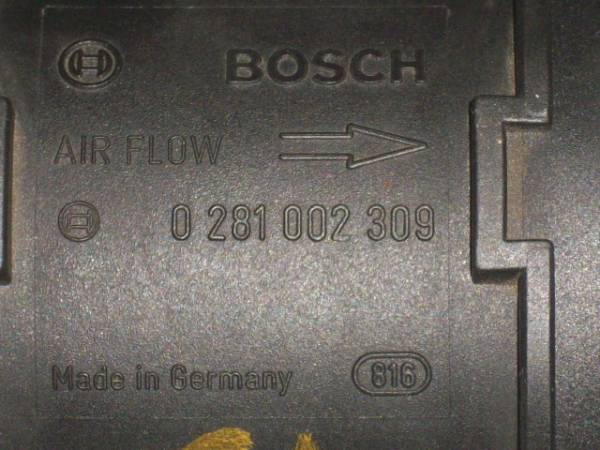 BOSCH
AIR FLOW
0 281 002 309
Made in Germany 816